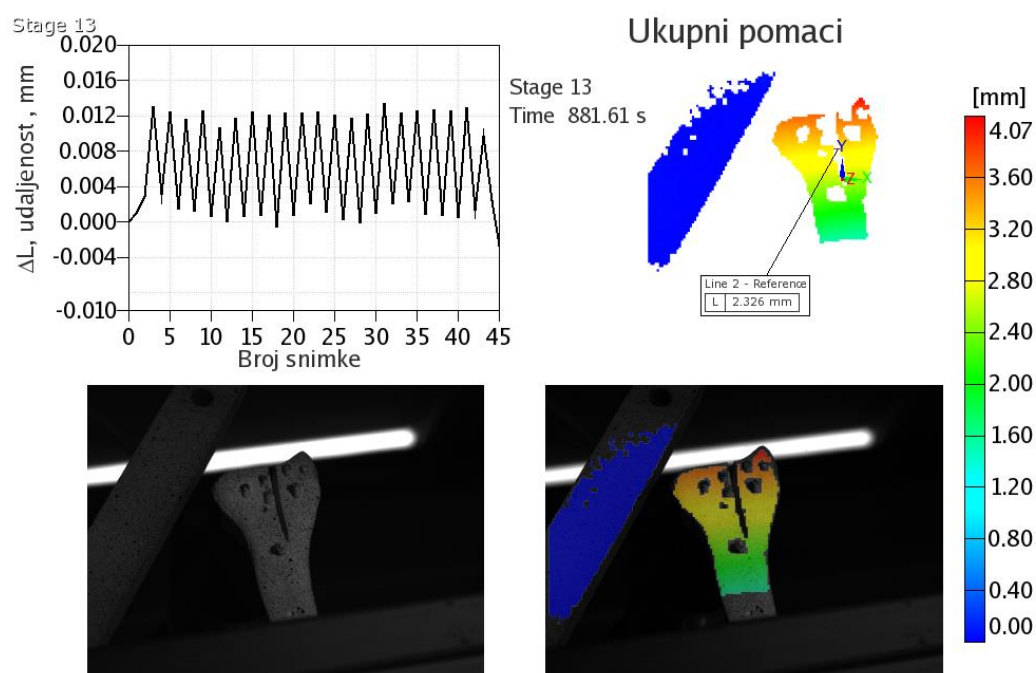 Stage 13
Ukupni pomaci
0.020
0.016
0.012
0.008
0.004
0.000
-0.004
-0.010
ΔL, udaljenost , mm
0 5 10 15 20 25 30 35 40 45
Broj snimke
Stage 13
Time 881.61 s
Y
Z X
Line 2 - Reference
L 2.326 mm
[mm]
4.07
3.60
3.20
2.80
2.40
2.00
1.60
1.20
0.80
0.40
0.00